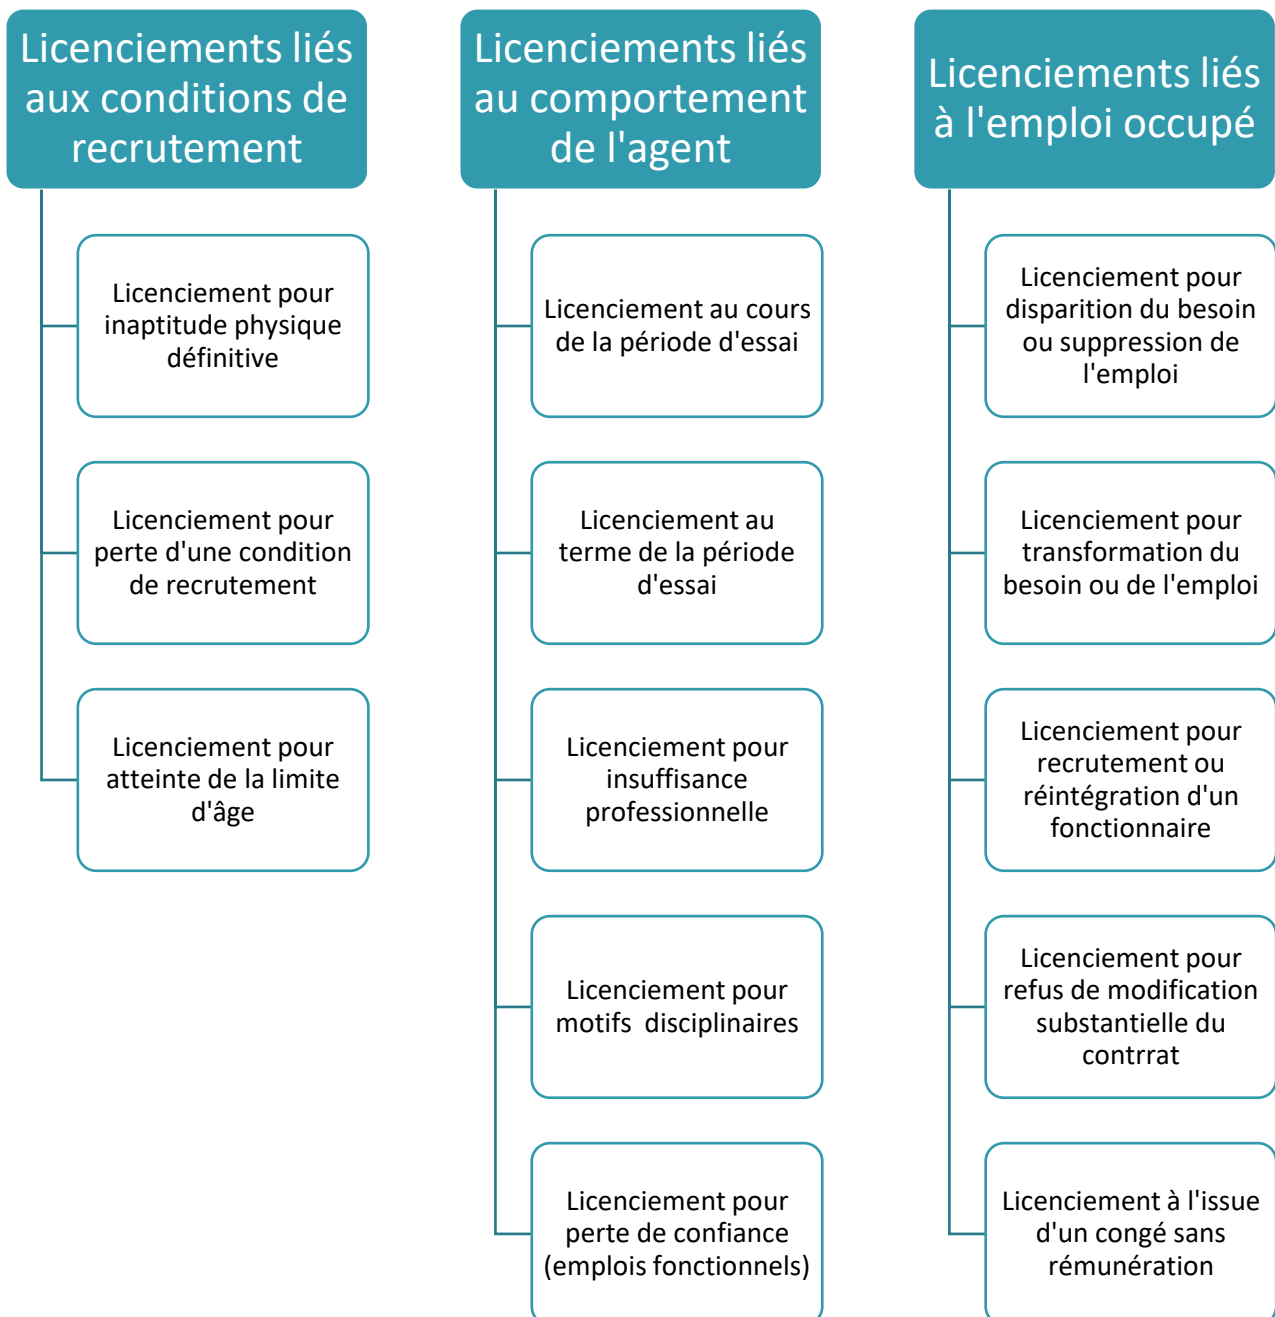 Licenciements liés
aux conditions de
recrutement
Licenciement pour
inaptitude physique
définitive
Licenciement pour
perte d'une condition
de recrutement
Licenciement pour
atteinte de la limite
d'âge
Licenciements liés
au comportement
de l'agent
Licenciement au cours
de la période d'essai
Licenciement au
terme de la période
d'essai
Licenciement pour
insuffisance
professionnelle
Licenciement pour
motifs  disciplinaires
Licenciement pour
perte de confiance
(emplois fonctionnels)
Licenciements liés
à l'emploi occupé
Licenciement pour
disparition du besoin
ou suppression de
l'emploi
Licenciement pour
transformation du
besoin ou de l'emploi
Licenciement pour
recrutement ou
réintégration d'un
fonctionnaire
Licenciement pour
refus de modification
substantielle du
contrrat
Licenciement à l'issue
d'un congé sans
rémunération